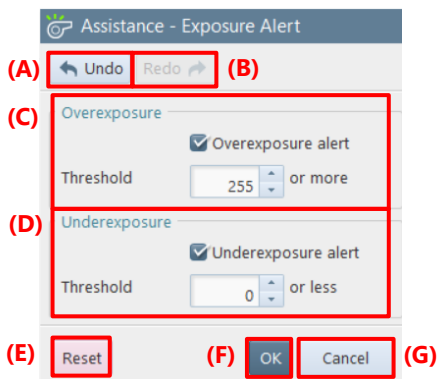 Assistance - Exposure Alert
(A) Undo Redo (B)
(C) Overexposure
Overexposure alert
Threshold 255 or more
(D) Underexposure
Underexposure alert
Threshold 0 or less
(E) Reset (F) OK Cancel (G)